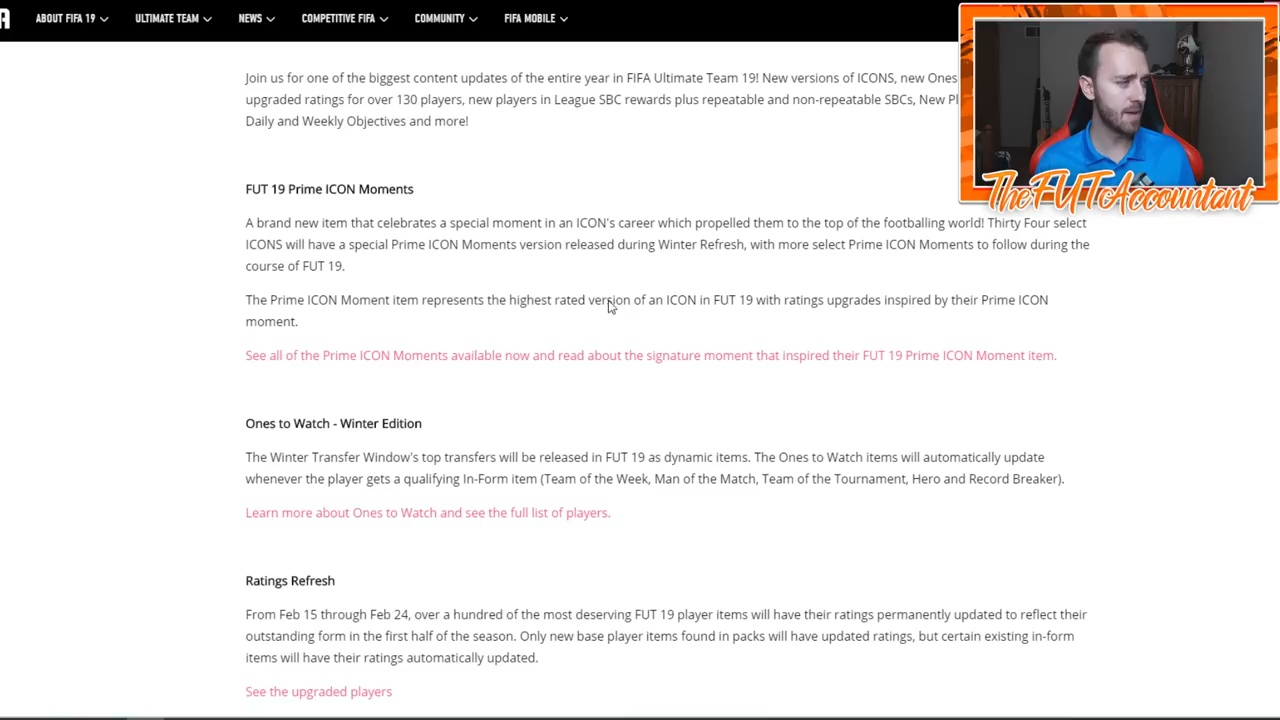 ABOUT FIFA 19
ULTIMATE TEAM
NEWS
COMPETITIVE FIFA
COMMUNITY
FIFA MOBILE
Join us for one of the biggest content updates of the entire year in FIFA Ultimate Team 19! New versions of ICONS, new Ones
upgraded ratings for over 130 players, new players in League SBC rewards plus repeatable and non-repeatable SBCs, New
Daily and Weekly Objectives and more!
FUT 19 Prime ICON Moments
A brand new item that celebrates a special moment in an ICON's career which propelled them to the top of the footballing world! Thirty Four select
ICONS will have a special Prime ICON Moments version released during Winter Refresh, with more select Prime ICON Moments to follow during the
course of FUT 19.
The Prime ICON Moment item represents the highest rated version of an ICON in FUT 19 with ratings upgrades inspired by their Prime ICON
moment.
See all of the Prime ICON Moments available now and read about the signature moment that inspired their FUT 19 Prime ICON Moment item.
Ones to Watch - Winter Edition
The Winter Transfer Window's top transfers will be released in FUT 19 as dynamic items. The Ones to Watch items will automatically update
whenever the player gets a qualifying In-Form item (Team of the Week, Man of the Match, Team of the Tournament, Hero and Record Breaker).
Learn more about Ones to Watch and see the full list of players.
Ratings Refresh
From Feb 15 through Feb 24, over a hundred of the most deserving FUT 19 player items will have their ratings permanently updated to reflect their
outstanding form in the first half of the season. Only new base player items found in packs will have updated ratings, but certain existing in-form
items will have their ratings automatically updated.
See the upgraded players
TheFUTAccountant